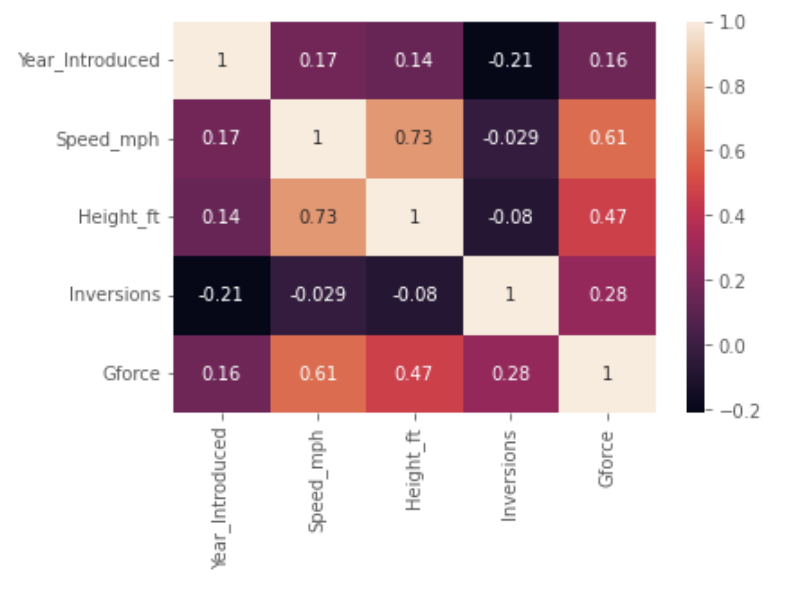 Year_Introduced 1 0.17 0.14 -0.21 0.16
Speed_mph 0.17 1 0.73 -0.029 0.61
Height_ft 0.14 0.73 1 -0.08 0.47
Inversions -0.21 -0.029 -0.08 1 0.28
Gforce 0.16 0.61 0.47 0.28 1
Year_Introduced
Speed_mph
Height_ft
Inversions
Gforce
1.0
0.8
0.6
0.4
0.2
0.0
−0.2